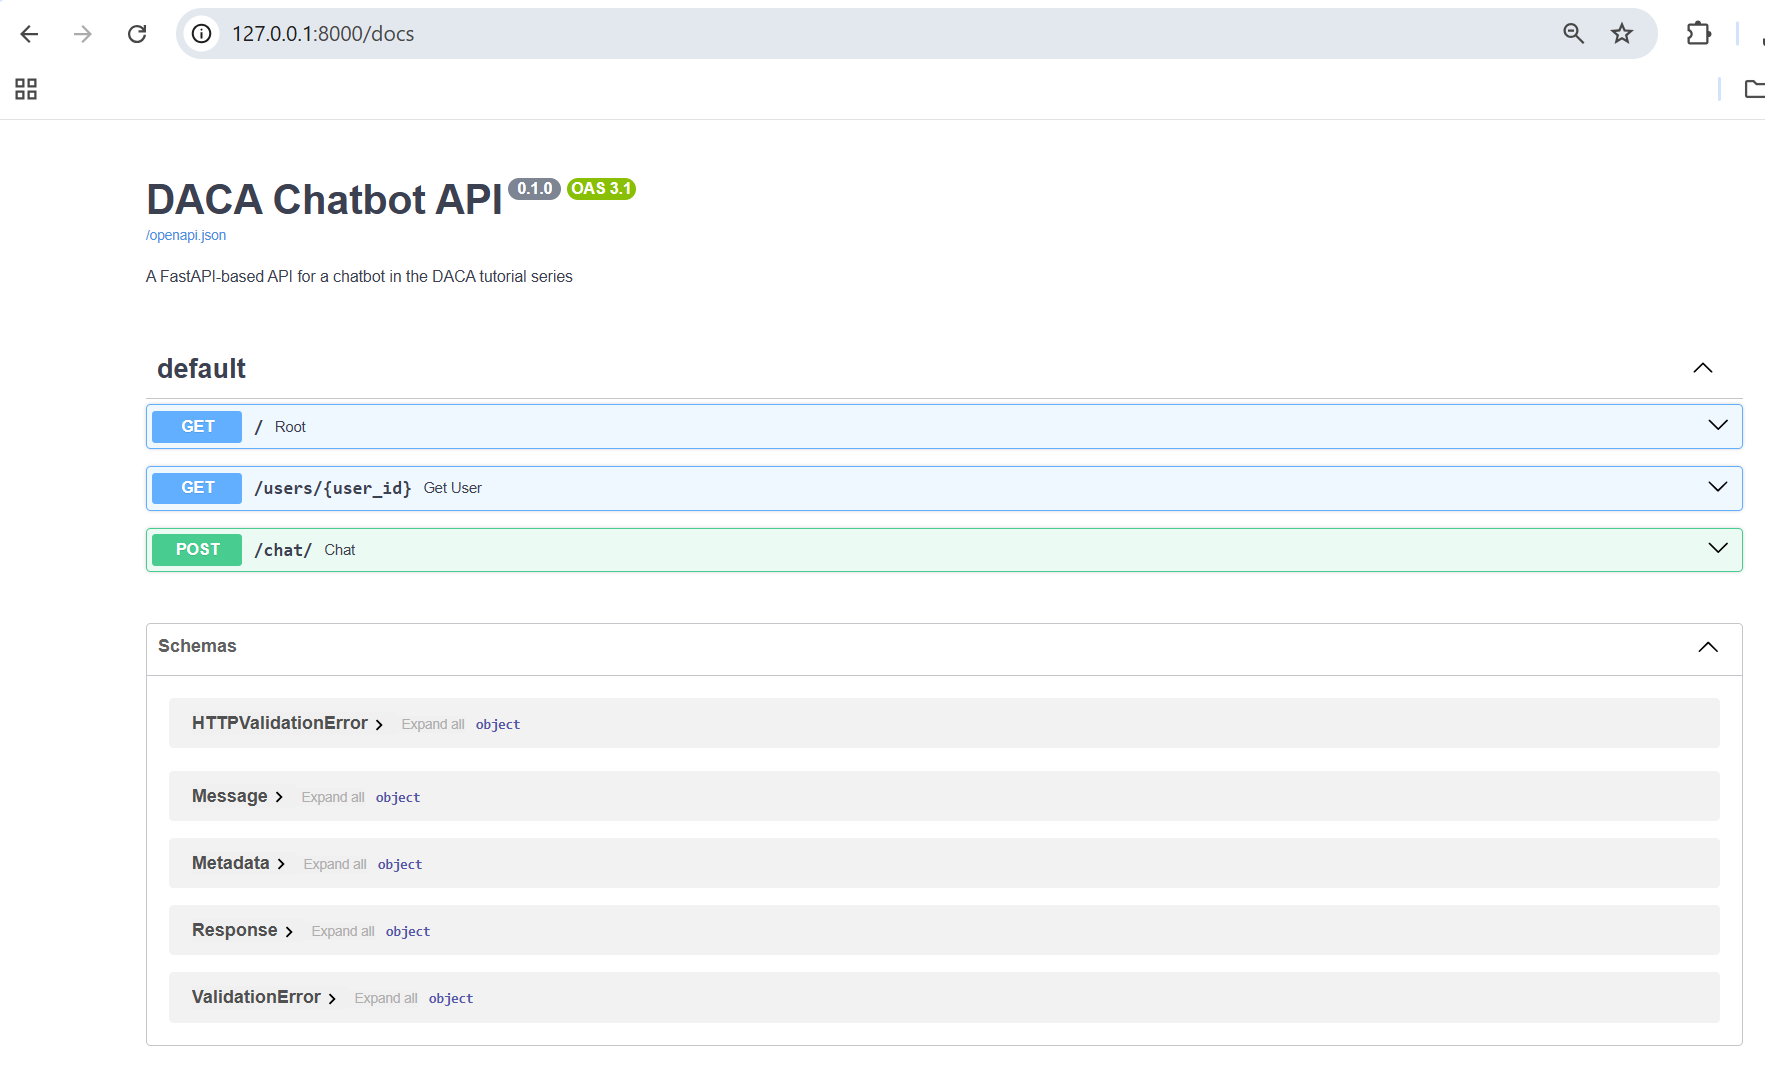 127.0.0.1:8000/docs
DACA Chatbot API 0.1.0 OAS 3.1
/openapi.json
A FastAPI-based API for a chatbot in the DACA tutorial series
default
GET / Root
GET /users/{user_id} Get User
POST /chat/ Chat
Schemas
HTTPValidationError Expand all object
Message Expand all object
Metadata Expand all object
Response Expand all object
ValidationError Expand all object